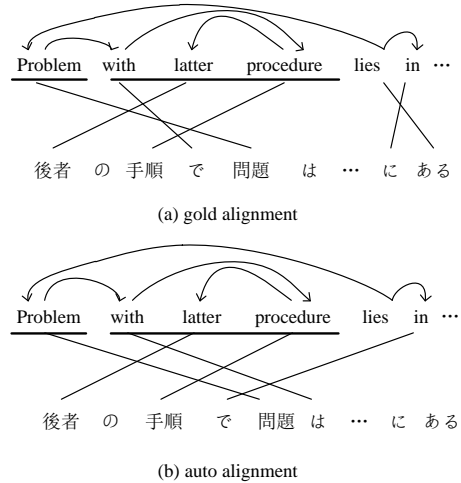 Problem with latter procedure lies in …
後者 の 手順 で 問題 は … に ある
(a) gold alignment
Problem with latter procedure lies in …
後者 の 手順 で 問題 は … に ある
(b) auto alignment